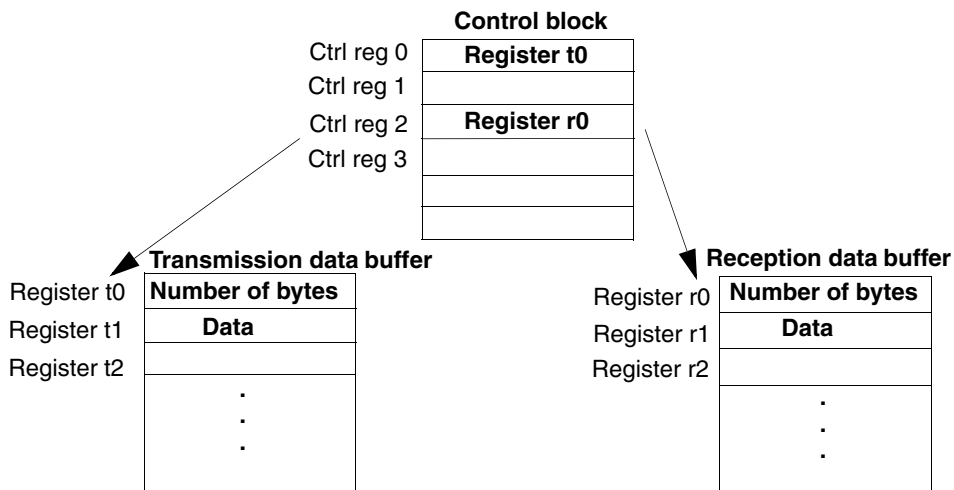 Control block
Ctrl reg 0 Register t0
Ctrl reg 1
Ctrl reg 2 Register r0
Ctrl reg 3
Transmission data buffer
Register t0 Number of bytes
Register t1 Data
Register t2
.
.
.
Reception data buffer
Register r0 Number of bytes
Register r1 Data
Register r2
.
.
.